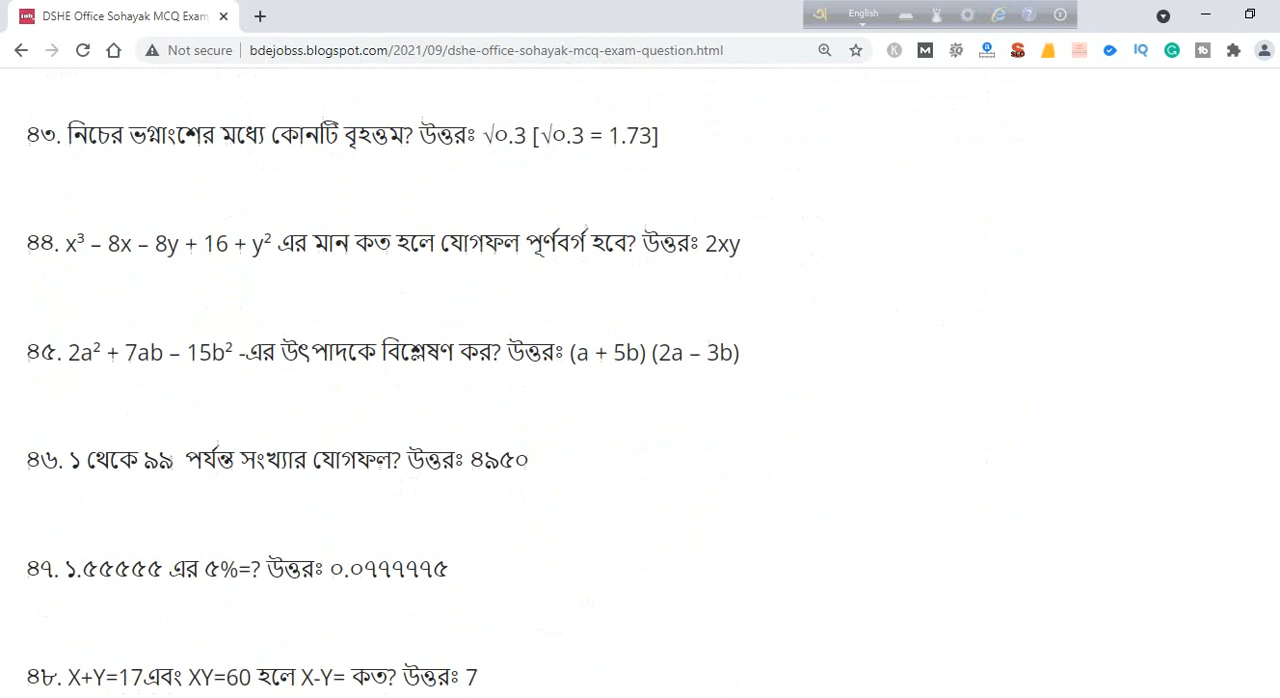 DSHE Office Sohayak MCQ Exam
English
Not secure | bdejobss.blogspot.com/2021/09/dshe-office-sohayak-mcq-exam-question.html
৪৩. নিচের ভগ্নাংশের মধ্যে কোনটি বৃহত্তম? উত্তরঃ √০.3 [√০.3 = 1.73]
৪৪. x³ – 8x – 8y + 16 + y² এর মান কত হলে যোগফল পূর্ণবর্গ হবে? উত্তরঃ 2xy
৪৫. 2a² + 7ab – 15b² -এর উৎপাদকে বিশ্লেষণ কর? উত্তরঃ (a + 5b) (2a – 3b)
৪৬. ১ থেকে ৯৯ পর্যন্ত সংখ্যার যোগফল? উত্তরঃ ৪৯৫০
৪৭. ১.৫৫৫৫৫ এর ৫%=? উত্তরঃ ০.০৭৭৭৭৭৫
৪৮. X+Y=17এবং XY=60 হলে X-Y= কত? উত্তরঃ 7